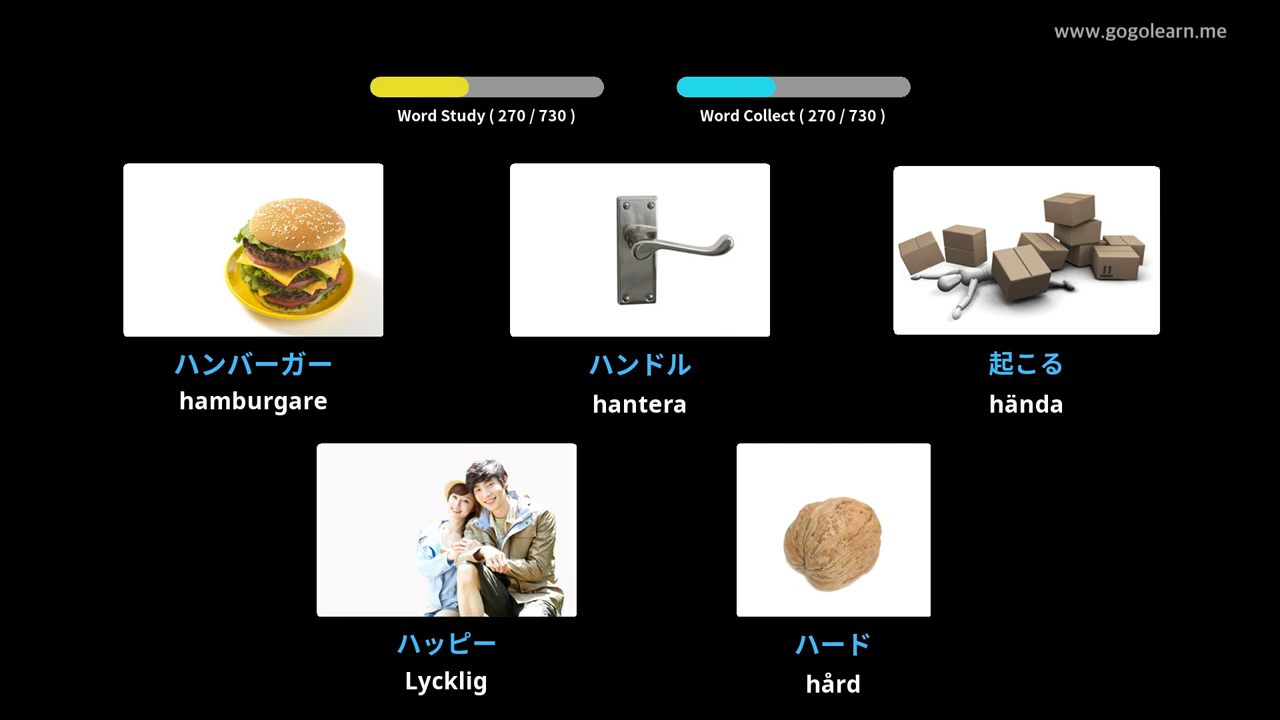 www.gogolearn.me
Word Study ( 270 / 730 )
Word Collect ( 270 / 730 )
ハンバーガー
hamburgare
ハンドル
hantera
起こる
hända
ハッピー
Lycklig
ハード
hård